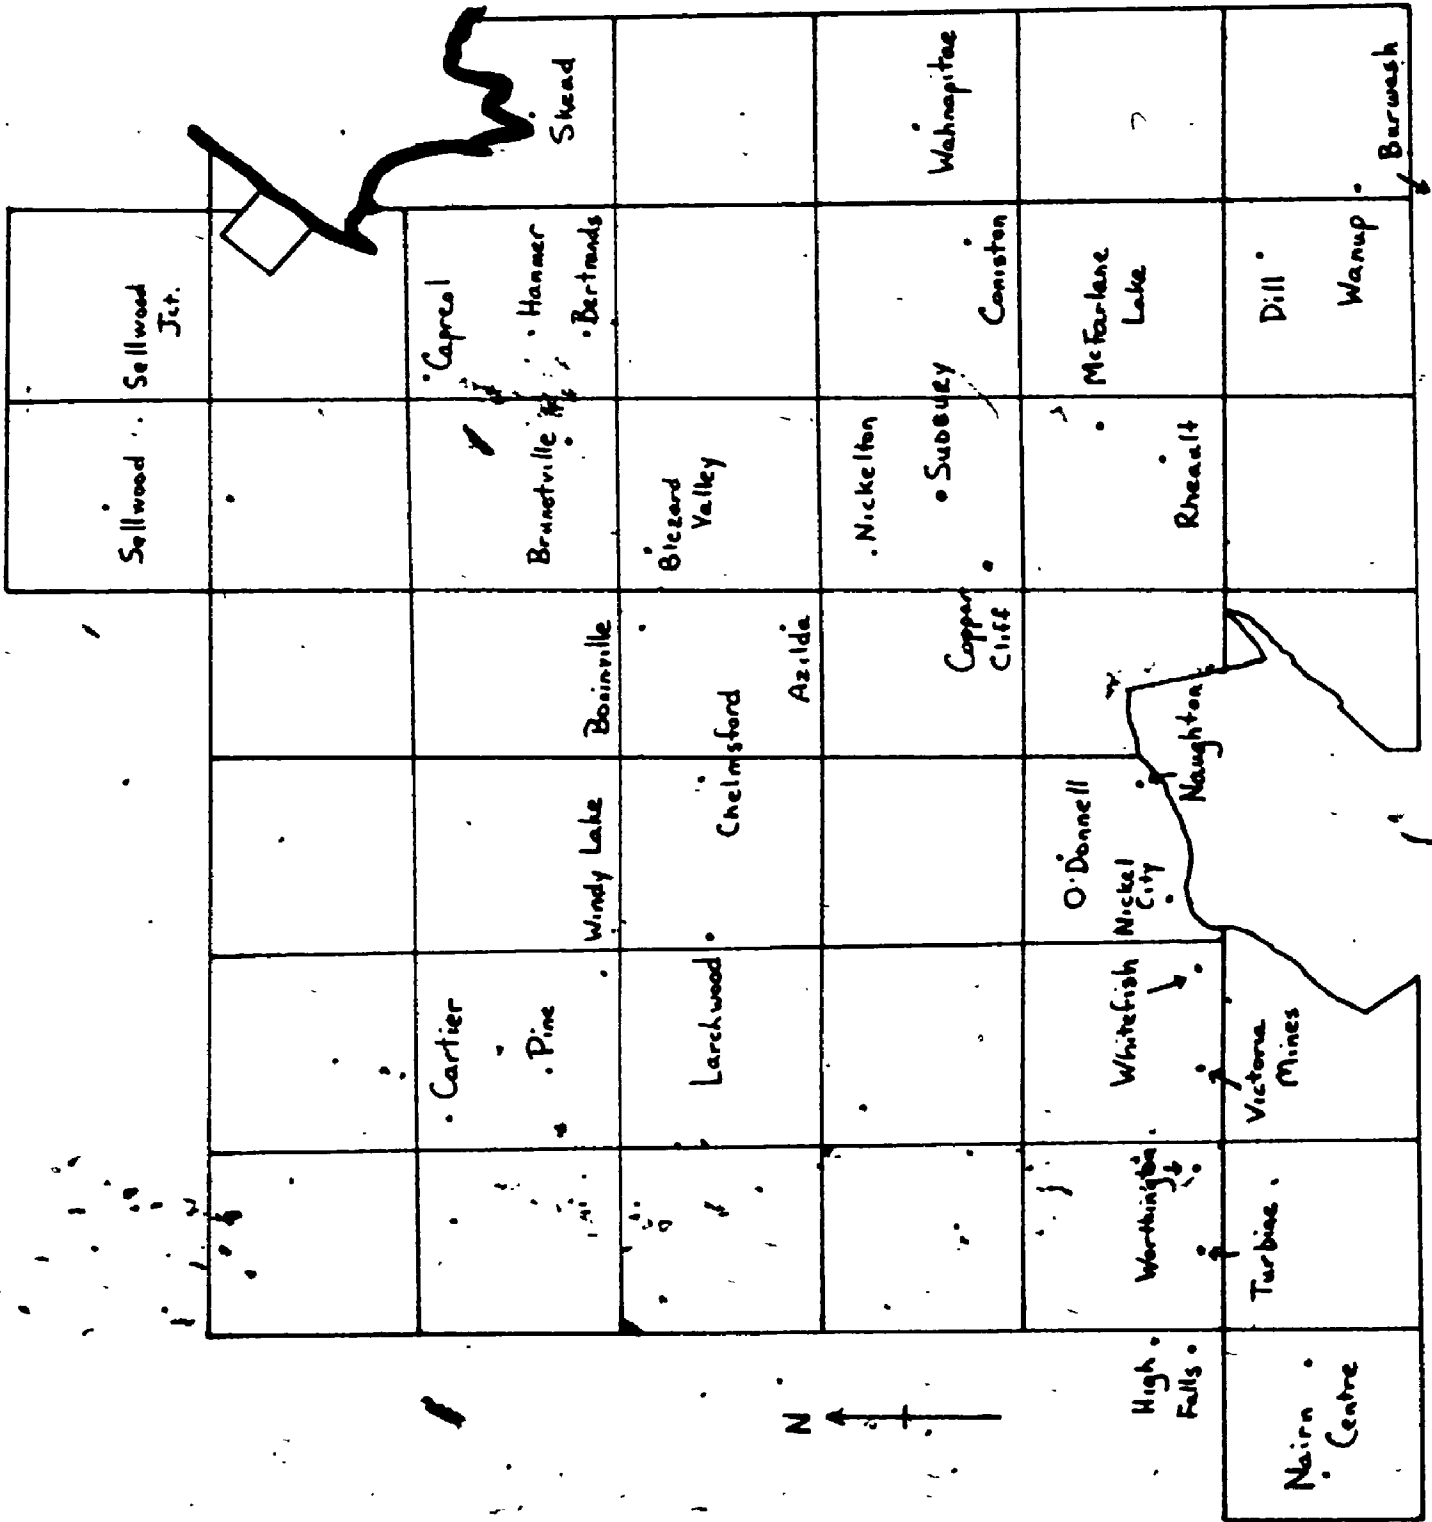 Sellwood
Sellwood
Jct.
Cartier
Capreol
Pine
Brunetville
Hanmer
Skead
Bertrands
Windy Lake
Boninville
Blezard
Valley
Larchwood
Chelmsford
N
Azilda
Nickelton
SUDBURY
Wahnapitae
Copper
Cliff
Coniston
O'Donnell
McFarlane
Lake
High
Falls
Worthington
Whitefish
Nickel
City
Naughton
Rheault
Turbine
Victoria
Mines
Dill
Nairn
Centre
Wanup
Burwash